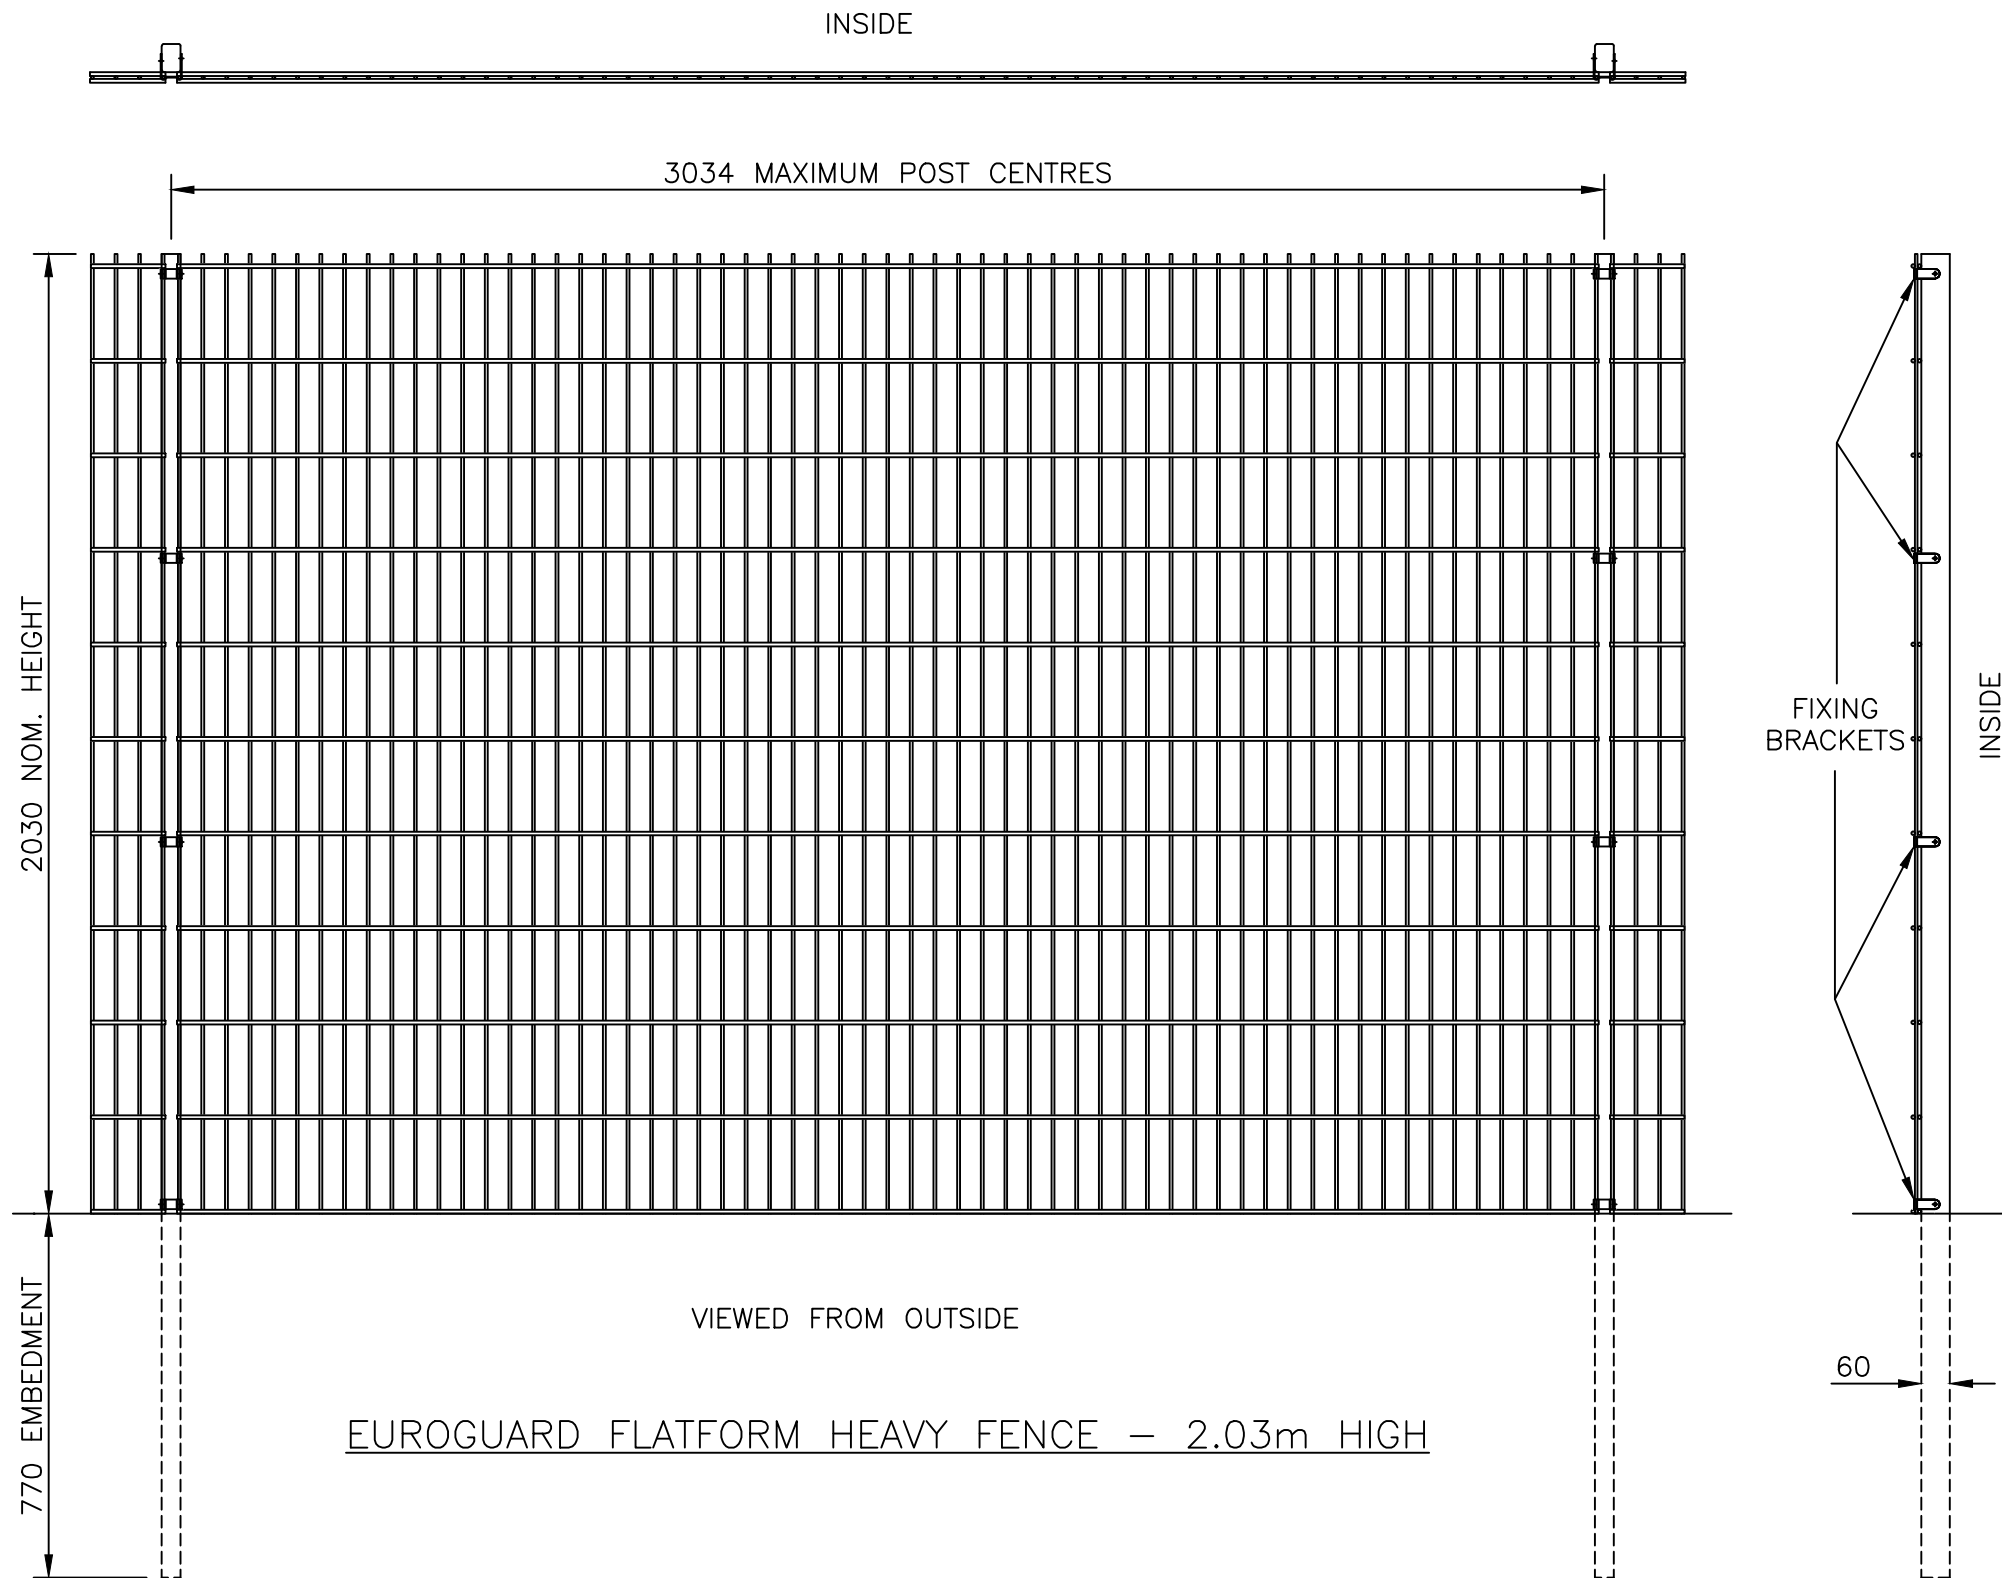 INSIDE
3034 MAXIMUM POST CENTRES
2030 NOM. HEIGHT
FIXING
BRACKETS
INSIDE
770 EMBEDMENT
VIEWED FROM OUTSIDE
60
EUROGUARD FLATFORM HEAVY FENCE - 2.03m HIGH